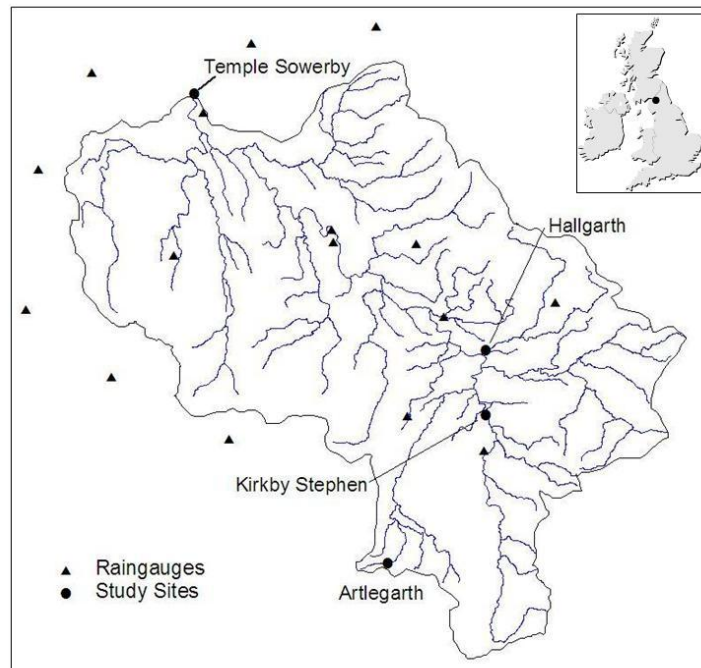 Temple Sowerby
Hallgarth
Kirkby Stephen
Raingauges
Study Sites
Artlegarth